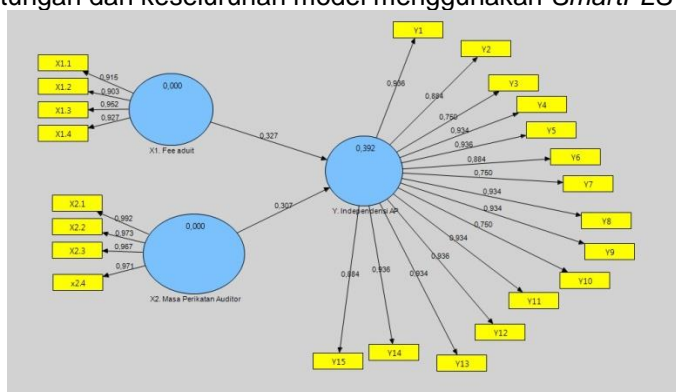 tungan dan keseluruhan model menggunakan SmartPLS
Y1
Y2
Y3
Y4
Y5
Y6
Y7
Y8
Y9
Y10
Y11
Y12
Y13
Y14
Y15
0,936
0,884
0,760
0,934
0,936
0,884
0,760
0,934
0,934
0,760
0,934
0,936
0,934
0,936
0,884
X1.1
X1.2
X1.3
X1.4
0,915
0,903
0,952
0,927
0,000
X1. Fee aduit
0,327
0,392
Y. Independensi AP
0,307
X2.1
X2.2
X2.3
x2.4
0,992
0,973
0,967
0,971
0,000
X2. Masa Perikatan Auditor